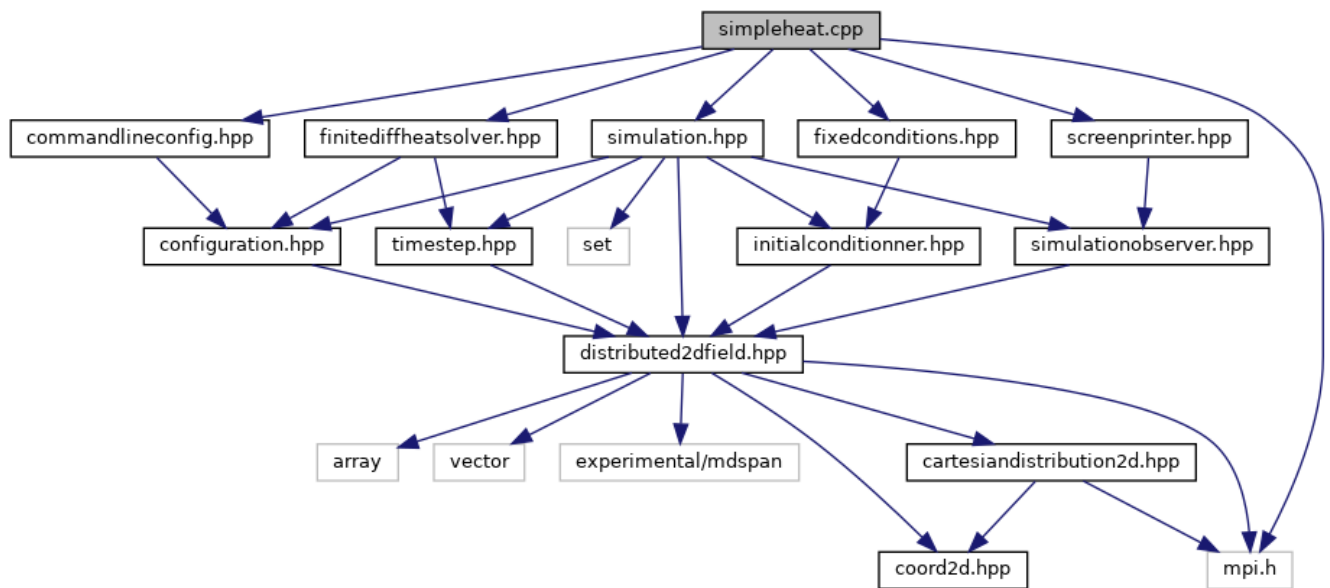 simpleheat.cpp
commandlineconfig.hpp
finitediffheatsolver.hpp
simulation.hpp
fixedconditions.hpp
screenprinter.hpp
configuration.hpp
timestep.hpp
set
initialconditionner.hpp
simulationobserver.hpp
distributed2dfield.hpp
array
vector
experimental/mdspan
cartesiandistribution2d.hpp
coord2d.hpp
mpi.h